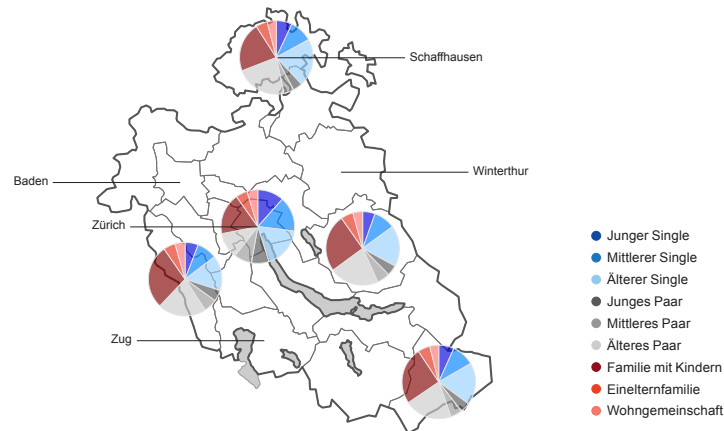 Schaffhausen
Winterthur
Baden
Zürich
Zug
Junger Single
Mittlerer Single
Älterer Single
Junges Paar
Mittleres Paar
Älteres Paar
Familie mit Kindern
Einelternfamilie
Wohngemeinschaft